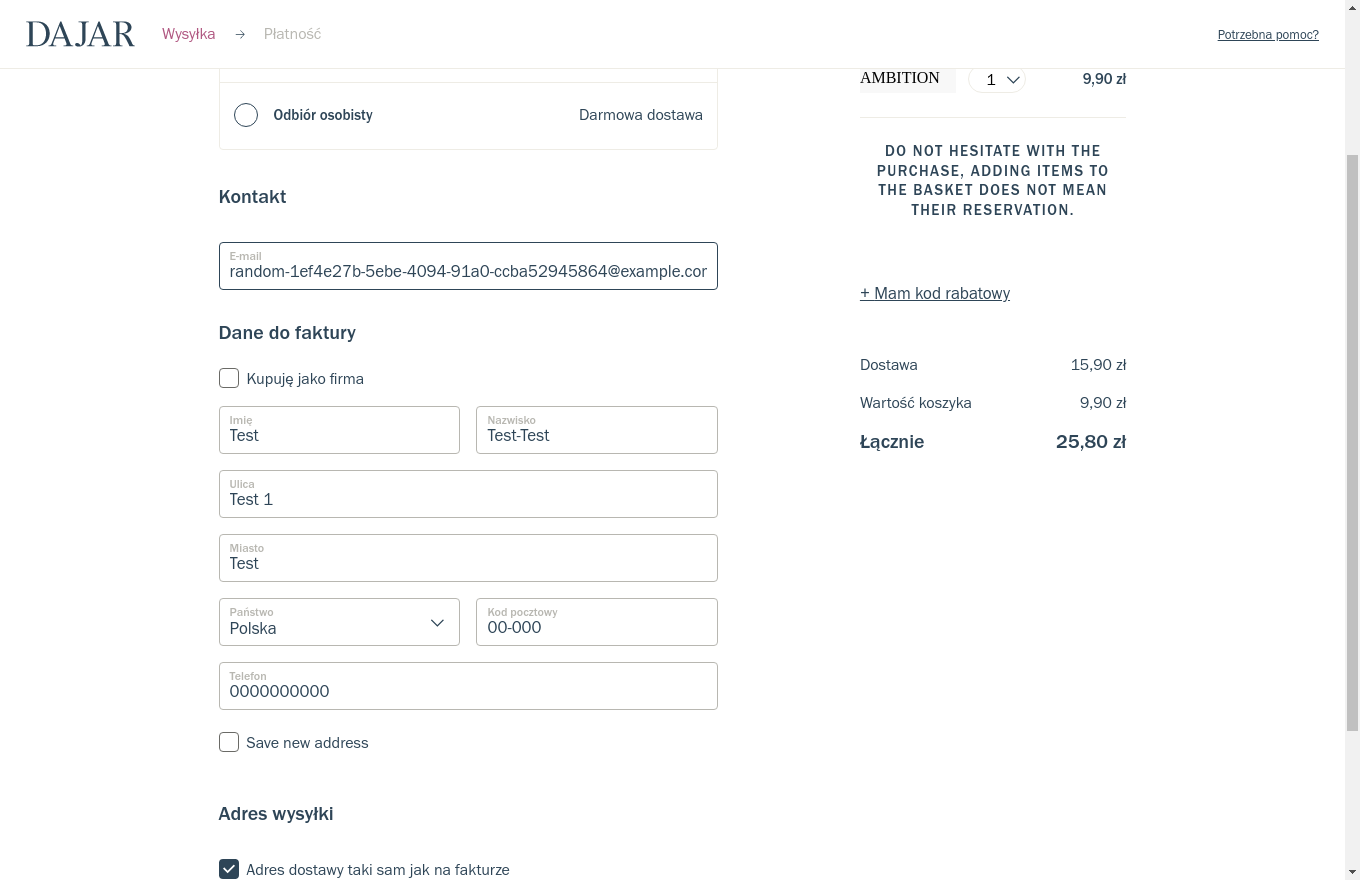 DAJAR
Wysyłka → Płatność
Potrzebna pomoc?
Odbiór osobisty Darmowa dostawa
Kontakt
E-mail
random-1ef4e27b-5ebe-4094-91a0-ccba52945864@example.cor
Dane do faktury
Kupuję jako firma
Imię
Test
Nazwisko
Test-Test
Ulica
Test 1
Miasto
Test
Państwo
Polska
Kod pocztowy
00-000
Telefon
0000000000
Save new address
Adres wysyłki
Adres dostawy taki sam jak na fakturze
AMBITION 1 9,90 zł
DO NOT HESITATE WITH THE
PURCHASE, ADDING ITEMS TO
THE BASKET DOES NOT MEAN
THEIR RESERVATION.
+ Mam kod rabatowy
Dostawa 15,90 zł
Wartość koszyka 9,90 zł
Łącznie 25,80 zł